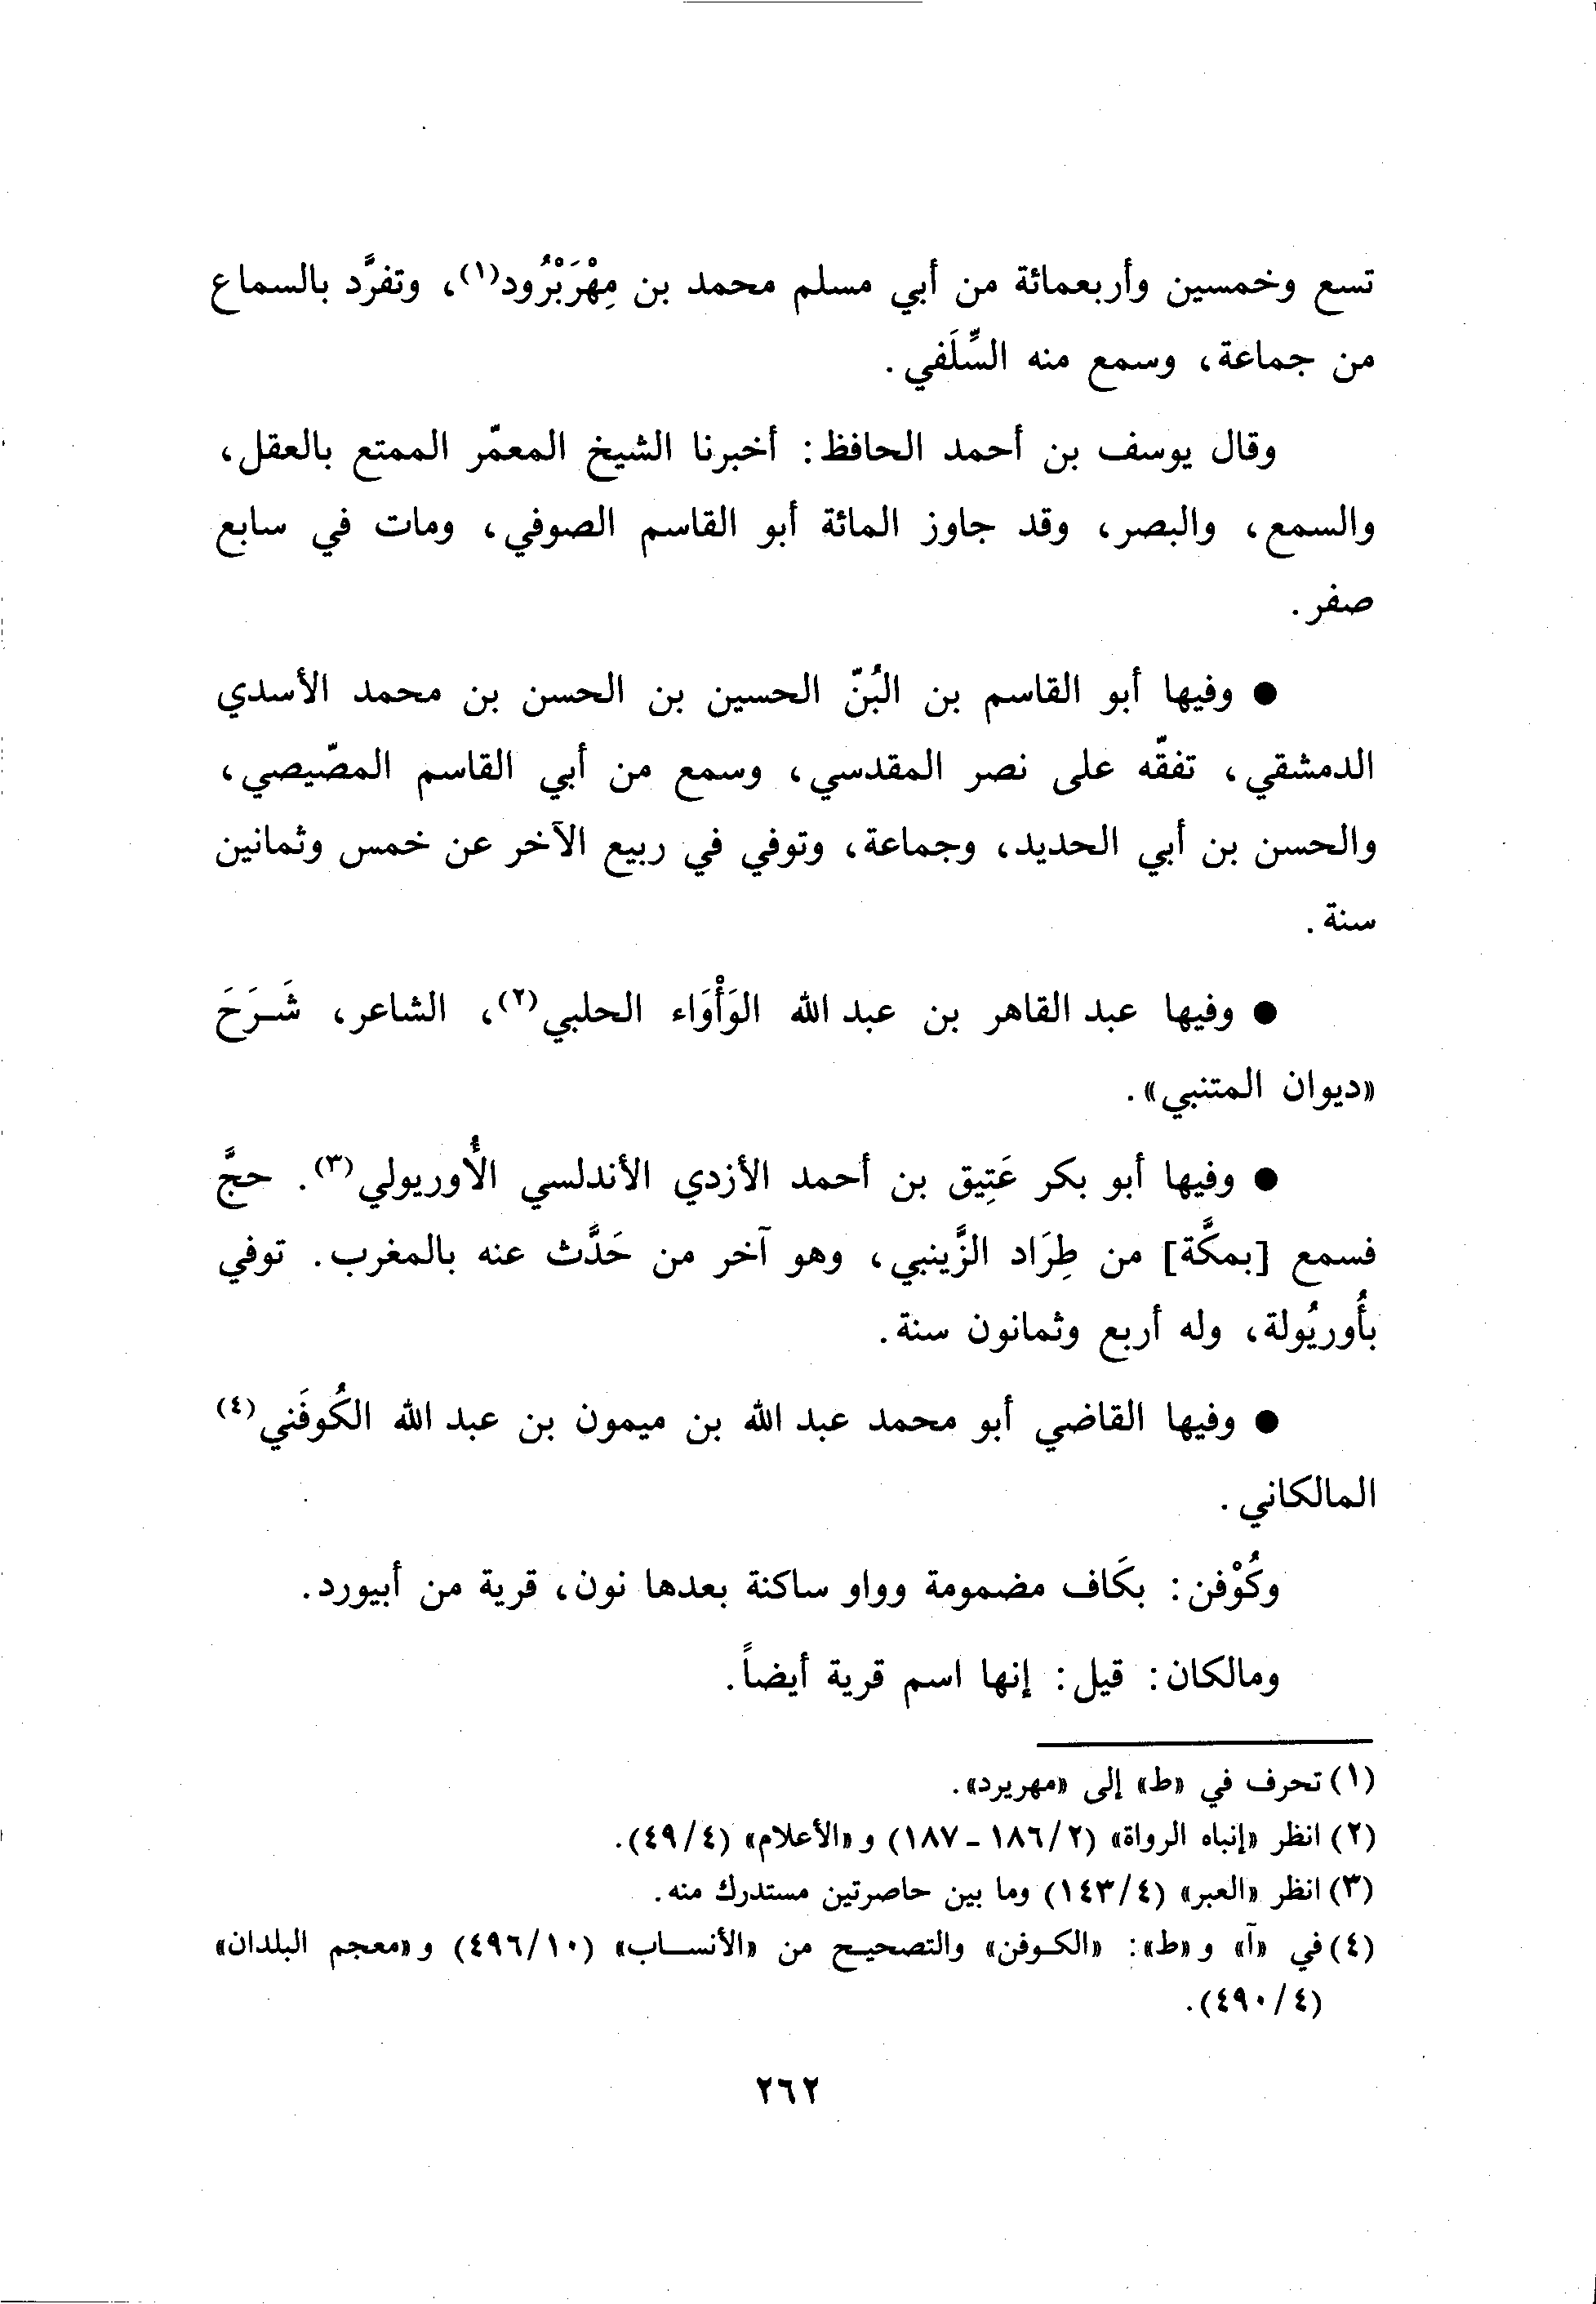 تسع وخمسين وأربعمائة من أبي مسلم محمد بن مِهْرَبْرُود(١)، وتفرَّد بالسماع
من جماعة، وسمع منه السِّلَفي.
وقال يوسف بن أحمد الحافظ: أخبرنا الشيخ المعمّر الممتع بالعقل،
والسمع، والبصر، وقد جاوز المائة أبو القاسم الصوفي، ومات في سابع
صفر.
● وفيها أبو القاسم بن البُنّ الحسين بن الحسن بن محمد الأسدي
الدمشقي، تفقّه على نصر المقدسي، وسمع من أبي القاسم المصّيصي،
والحسن بن أبي الحديد، وجماعة، وتوفي في ربيع الآخر عن خمس وثمانين
سنة.
● وفيها عبد القاهر بن عبد الله الوَأْوَاء الحلبي(٢)، الشاعر، شَرَحَ
«ديوان المتنبي».
● وفيها أبو بكر عَتِيق بن أحمد الأزدي الأندلسي الأُوريولي(٣). حجَّ
فسمع [بمكَّة] من طِرَاد الزَّينبي، وهو آخر من حَدَّث عنه بالمغرب. توفي
بأُوريُولة، وله أربع وثمانون سنة.
● وفيها القاضي أبو محمد عبد الله بن ميمون بن عبد الله الكُوفَني(٤)
المالكاني.
وكُوْفن: بكَاف مضمومة وواو ساكنة بعدها نون، قرية من أبيورد.
ومالكان: قيل: إنها اسم قرية أيضاً.
(١) تحرف في «ط» إلى «مهريرد».
(٢) انظر «إنباه الرواة» (٢/١٨٦ - ١٨٧) و«الأعلام» (٤/٤٩).
(٣) انظر «العبر» (٤/١٤٣) وما بين حاصرتين مستدرك منه.
(٤) في «آ» و«ط»: «الكوفن» والتصحيح من «الأنساب» (١٠/٤٩٦) و«معجم البلدان»
(٤/٤٩٠).
٢٦٢